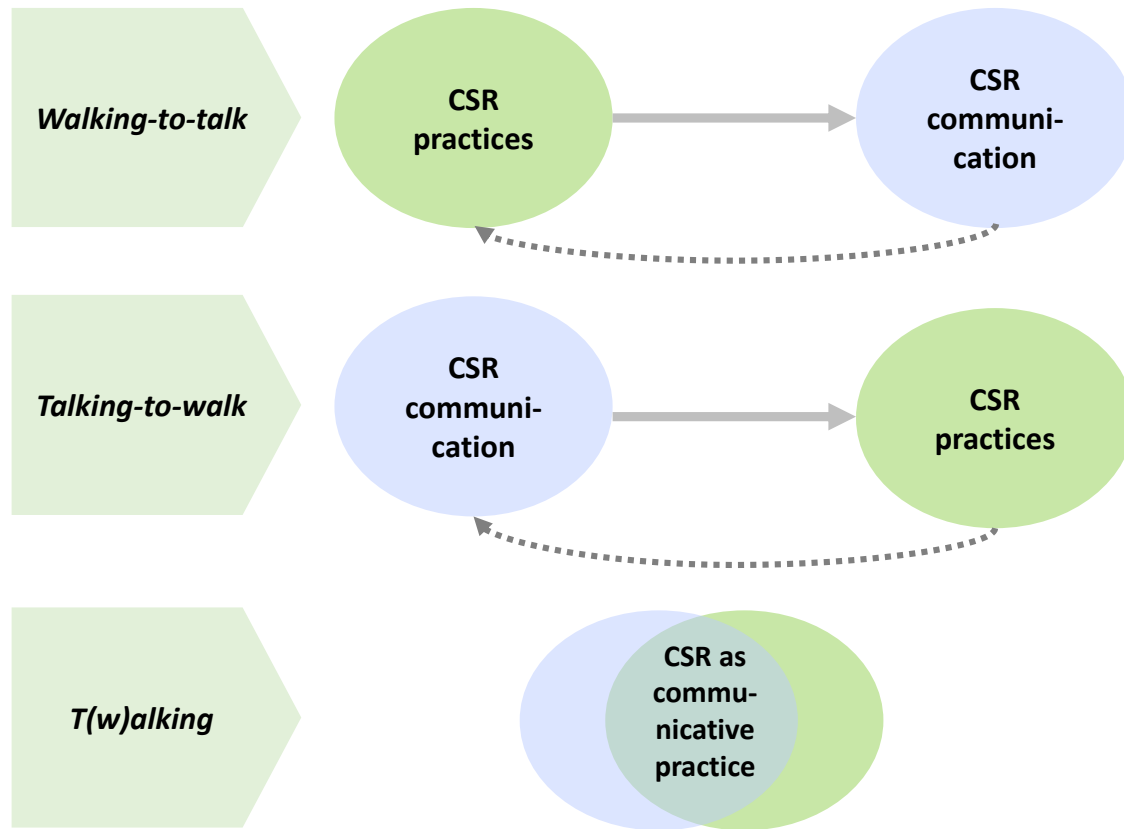 Walking-to-talk
CSR
practices
CSR
communi-
cation
Talking-to-walk
CSR
communi-
cation
CSR
practices
T(w)alking
CSR as
commu-
nicative
practice